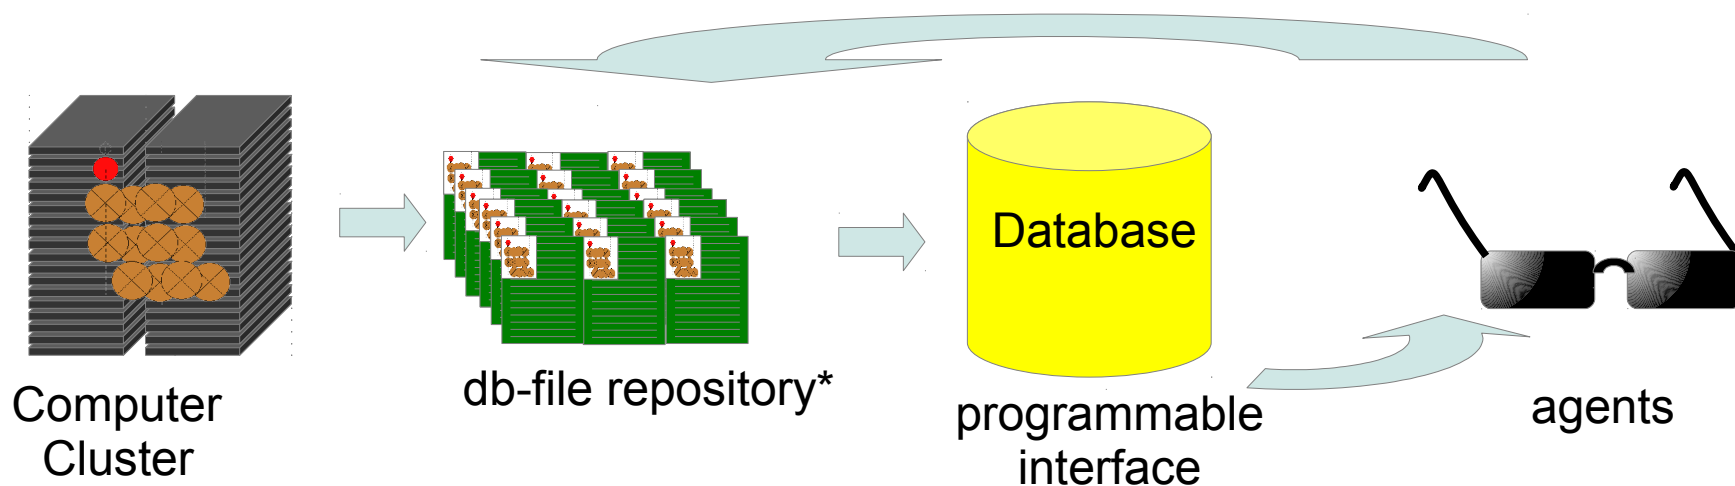 Database
Computer
Cluster
db-file repository*
programmable
interface
agents